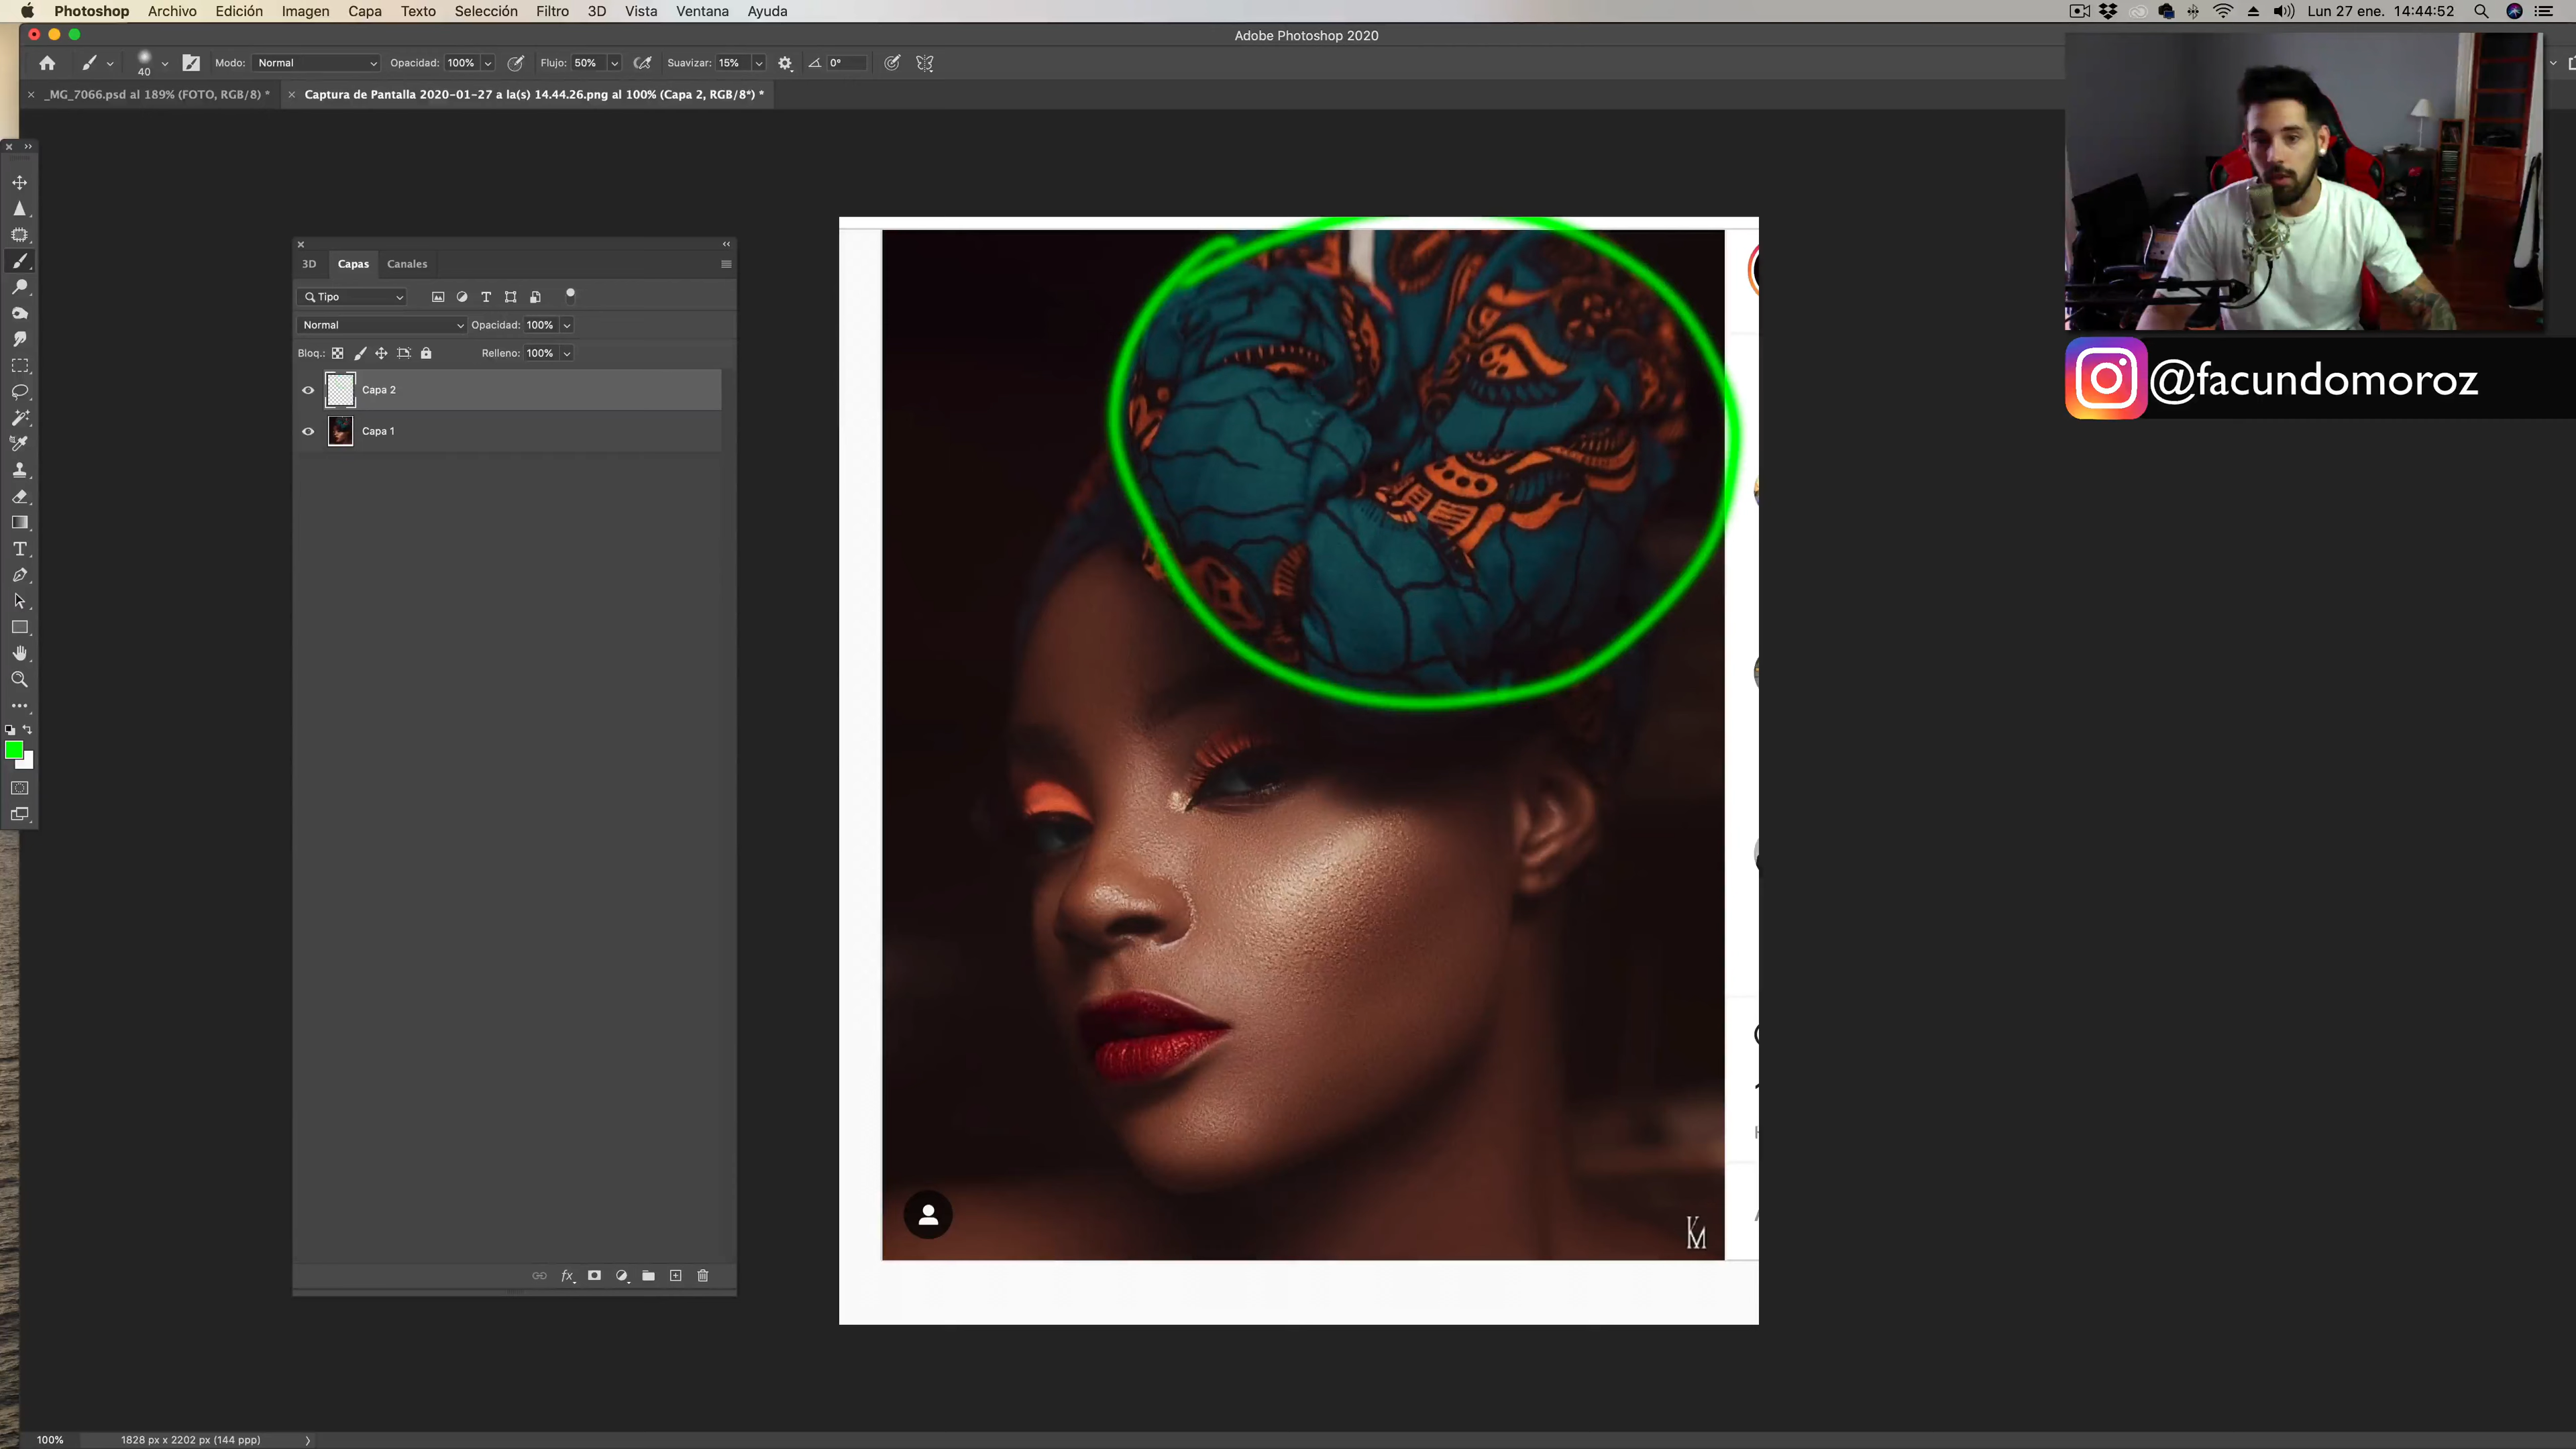 Photoshop Archivo Edición Imagen Capa Texto Selección Filtro 3D Vista Ventana Ayuda Lun 27 ene. 14:44:52
Adobe Photoshop 2020
40 Modo: Normal Opacidad: 100% Flujo: 50% Suavizar: 15% 0°
_MG_7066.psd al 189% (FOTO, RGB/8) * Captura de Pantalla 2020-01-27 a la(s) 14.44.26.png al 100% (Capa 2, RGB/8*) *
3D Capas Canales
Tipo
Normal Opacidad: 100%
Bloq.: Relleno: 100%
Capa 2
Capa 1
fx
@facundomoroz
KM
100% 1828 px x 2202 px (144 ppp)